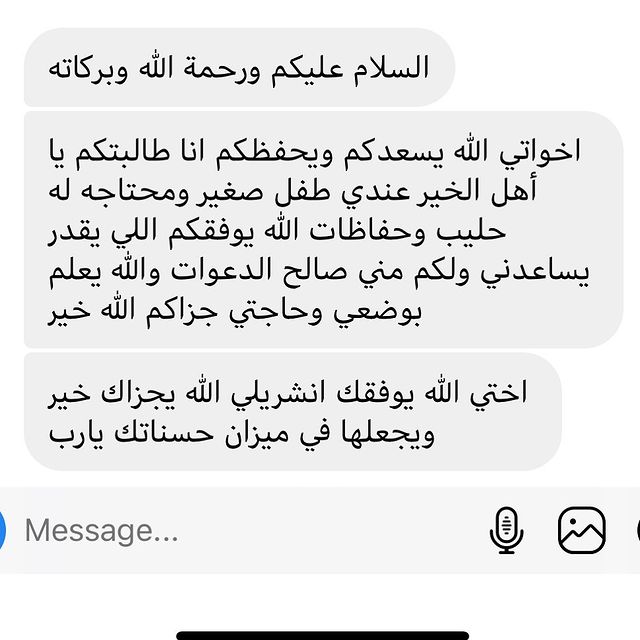 السلام عليكم ورحمة الله وبركاته
اخواتي الله يسعدكم ويحفظكم انا طالبتكم يا
أهل الخير عندي طفل صغير ومحتاجه له
حليب وحفاظات الله يوفقكم اللي يقدر
يساعدني ولكم مني صالح الدعوات والله يعلم
بوضعي وحاجتي جزاكم الله خير
اختي الله يوفقك انشريلي الله يجزاك خير
ويجعلها في ميزان حسناتك يارب
Message...